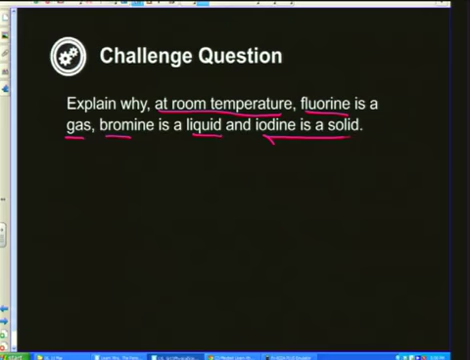 Challenge Question
Explain why, at room temperature, fluorine is a
gas, bromine is a liquid and iodine is a solid.